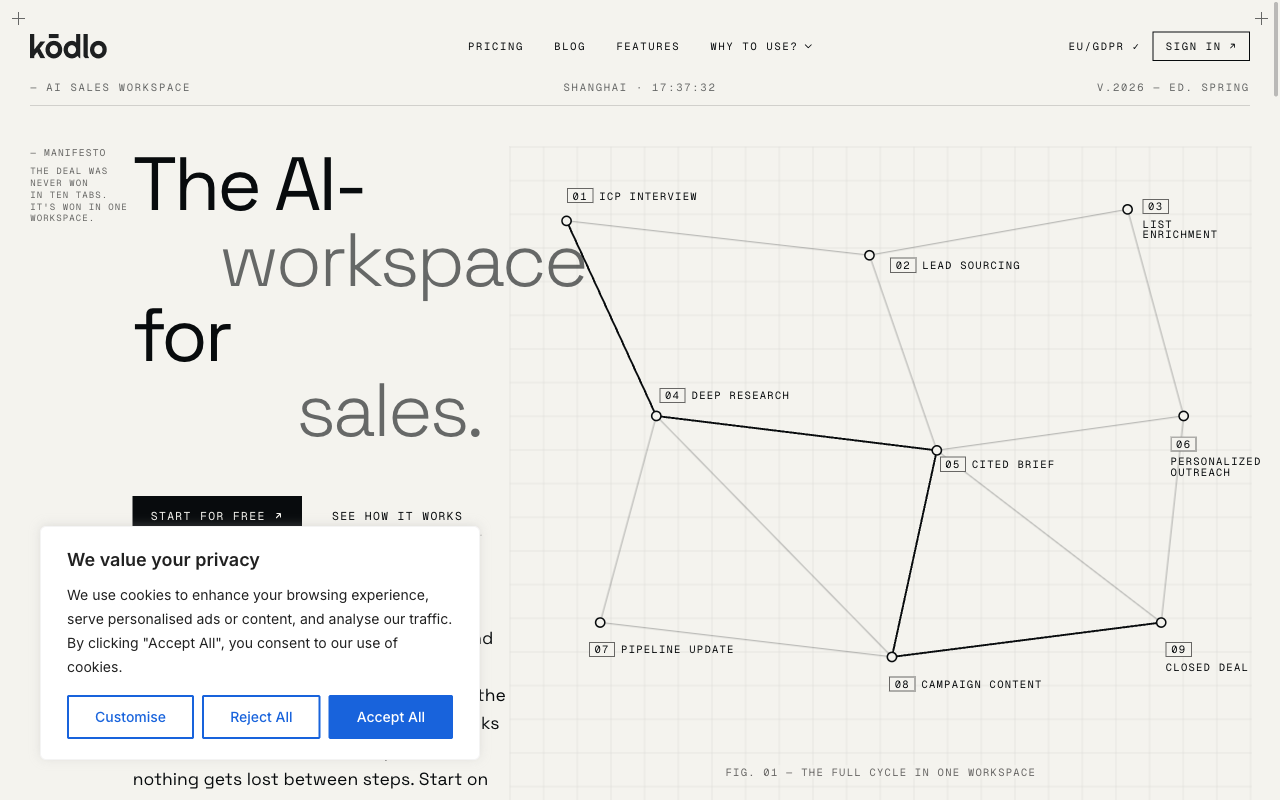 kōdlo
PRICING
BLOG
FEATURES
WHY TO USE?
EU/GDPR ✓
SIGN IN ↗
— AI SALES WORKSPACE
SHANGHAI · 17:37:32
V.2026 — ED. SPRING
— MANIFESTO
THE DEAL WAS
NEVER WON
IN TEN TABS.
IT'S WON IN ONE
WORKSPACE.
The AI-
workspace
for
sales.
START FOR FREE ↗
SEE HOW IT WORKS
01 ICP INTERVIEW
02 LEAD SOURCING
03
LIST
ENRICHMENT
04 DEEP RESEARCH
05 CITED BRIEF
06
PERSONALIZED
OUTREACH
07 PIPELINE UPDATE
08 CAMPAIGN CONTENT
09
CLOSED DEAL
FIG. 01 — THE FULL CYCLE IN ONE WORKSPACE
We value your privacy
We use cookies to enhance your browsing experience,
serve personalised ads or content, and analyse our traffic.
By clicking "Accept All", you consent to our use of
cookies.
Customise
Reject All
Accept All
the
nothing gets lost between steps. Start on